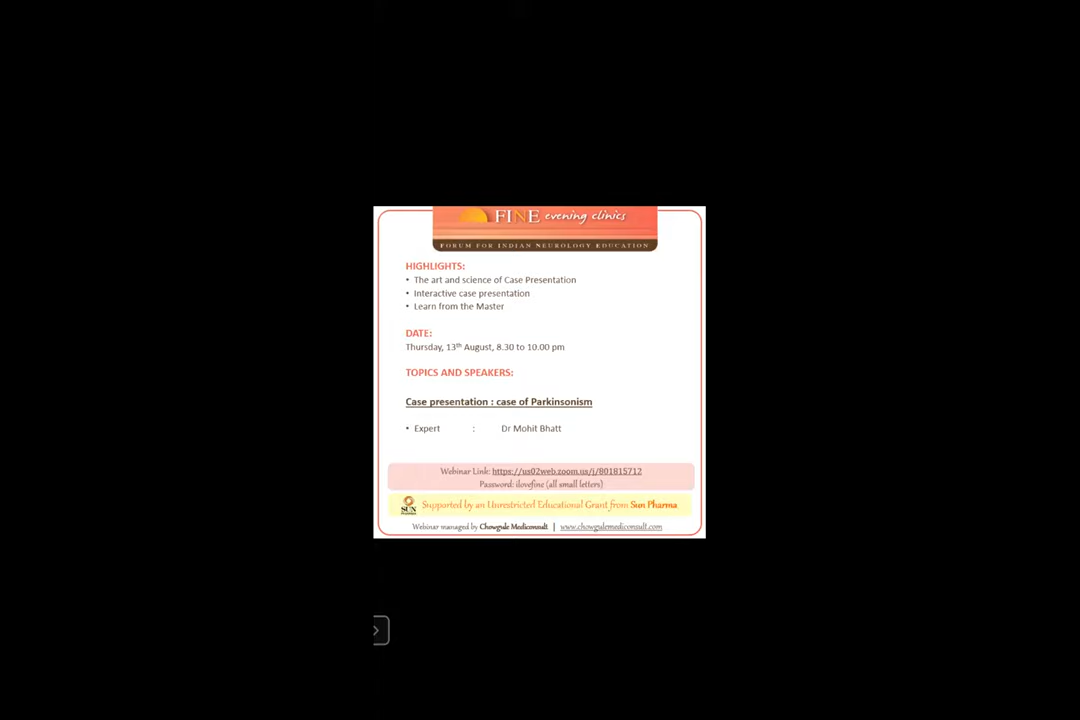 FINE evening clinics
FORUM FOR INDIAN NEUROLOGY EDUCATION
HIGHLIGHTS:
• The art and science of Case Presentation
• Interactive case presentation
• Learn from the Master
DATE:
Thursday, 13th August, 8.30 to 10.00 pm
TOPICS AND SPEAKERS:
Case presentation : case of Parkinsonism
• Expert : Dr Mohit Bhatt
Webinar Link: https://us02web.zoom.us/j/801815712
Password: ilovefine (all small letters)
SUN
Supported by an Unrestricted Educational Grant from Sun Pharma
Webinar managed by Chowgule Mediconsult | www.chowgulemediconsult.com